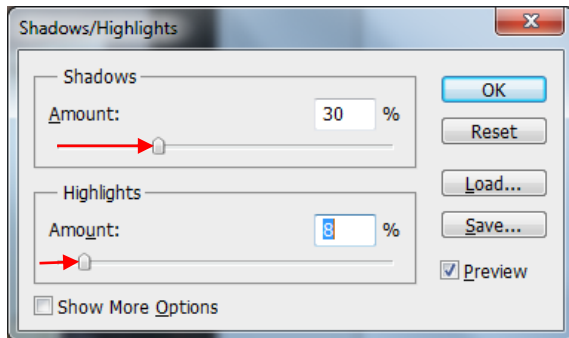 Shadows/Highlights
Shadows
Amount:
30 %
Highlights
Amount:
8 %
Show More Options
OK
Reset
Load...
Save...
Preview